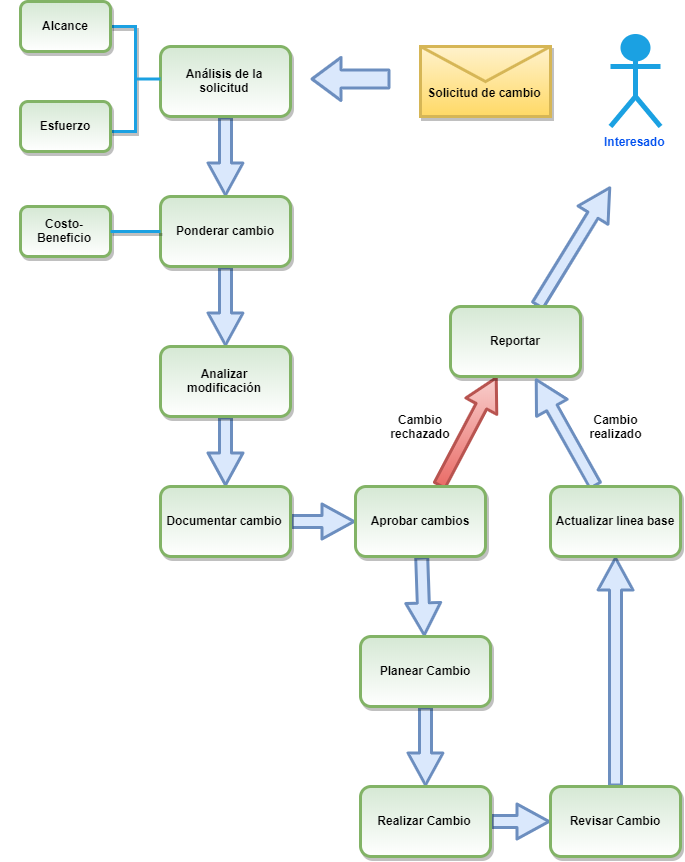 Alcance
Esfuerzo
Análisis de la
solicitud
Solicitud de cambio
Interesado
Costo-
Beneficio
Ponderar cambio
Analizar
modificación
Reportar
Cambio
rechazado
Cambio
realizado
Documentar cambio
Aprobar cambios
Actualizar linea base
Planear Cambio
Realizar Cambio
Revisar Cambio